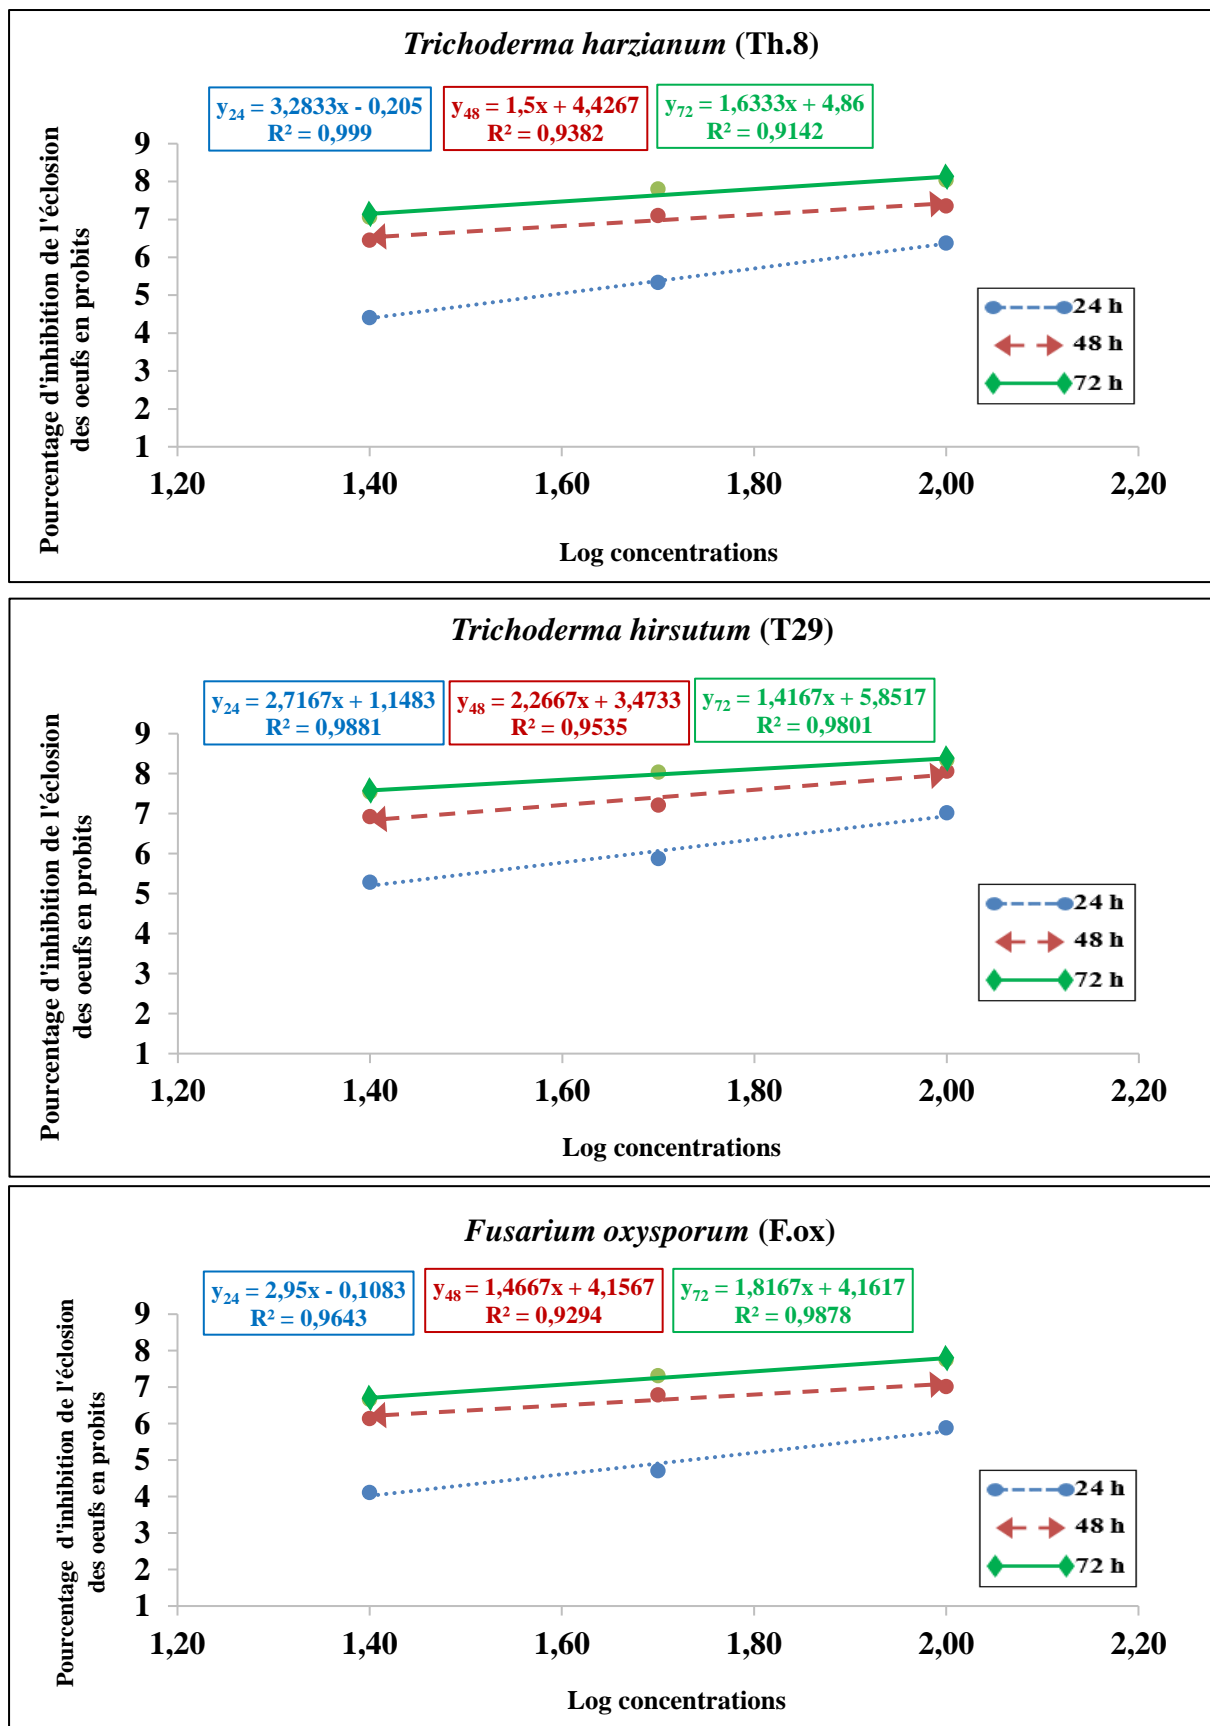 Trichoderma harzianum (Th.8)
y24 = 3,2833x - 0,205
R² = 0,999
y48 = 1,5x + 4,4267
R² = 0,9382
y72 = 1,6333x + 4,86
R² = 0,9142
Pourcentage d'inhibition de l'éclosion
des oeufs en probits
9
8
7
6
5
4
3
2
1
24 h
48 h
72 h
1,20 1,40 1,60 1,80 2,00 2,20
Log concentrations
Trichoderma hirsutum (T29)
y24 = 2,7167x + 1,1483
R² = 0,9881
y48 = 2,2667x + 3,4733
R² = 0,9535
y72 = 1,4167x + 5,8517
R² = 0,9801
Pourcentage d'inhibition de l'éclosion
des oeufs en probits
9
8
7
6
5
4
3
2
1
24 h
48 h
72 h
1,20 1,40 1,60 1,80 2,00 2,20
Log concentrations
Fusarium oxysporum (F.ox)
y24 = 2,95x - 0,1083
R² = 0,9643
y48 = 1,4667x + 4,1567
R² = 0,9294
y72 = 1,8167x + 4,1617
R² = 0,9878
Pourcentage d'inhibition de l'éclosion
des oeufs en probits
9
8
7
6
5
4
3
2
1
24 h
48 h
72 h
1,20 1,40 1,60 1,80 2,00 2,20
Log concentrations